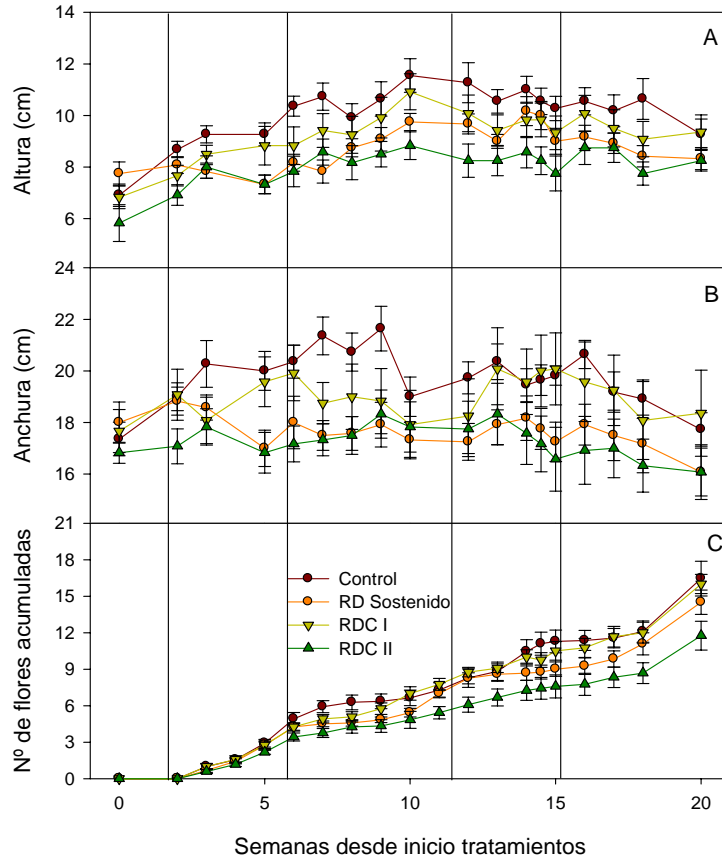 14
A
12
10
8
6
Altura (cm)
24
B
22
20
18
16
Anchura (cm)
21
C
18
15
12
9
6
3
0
Nº de flores acumuladas
Control
RD Sostenido
RDC I
RDC II
0 5 10 15 20
Semanas desde inicio tratamientos